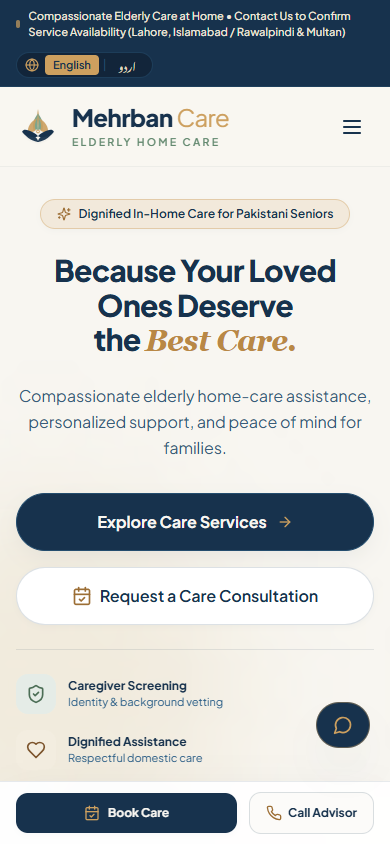 Compassionate Elderly Care at Home • Contact Us to Confirm
Service Availability (Lahore, Islamabad / Rawalpindi & Multan)
English
اردو
Mehrban Care
ELDERLY HOME CARE
Dignified In-Home Care for Pakistani Seniors
Because Your Loved
Ones Deserve
the Best Care.
Compassionate elderly home-care assistance,
personalized support, and peace of mind for
families.
Explore Care Services
Request a Care Consultation
Caregiver Screening
Identity & background vetting
Dignified Assistance
Respectful domestic care
Book Care
Call Advisor